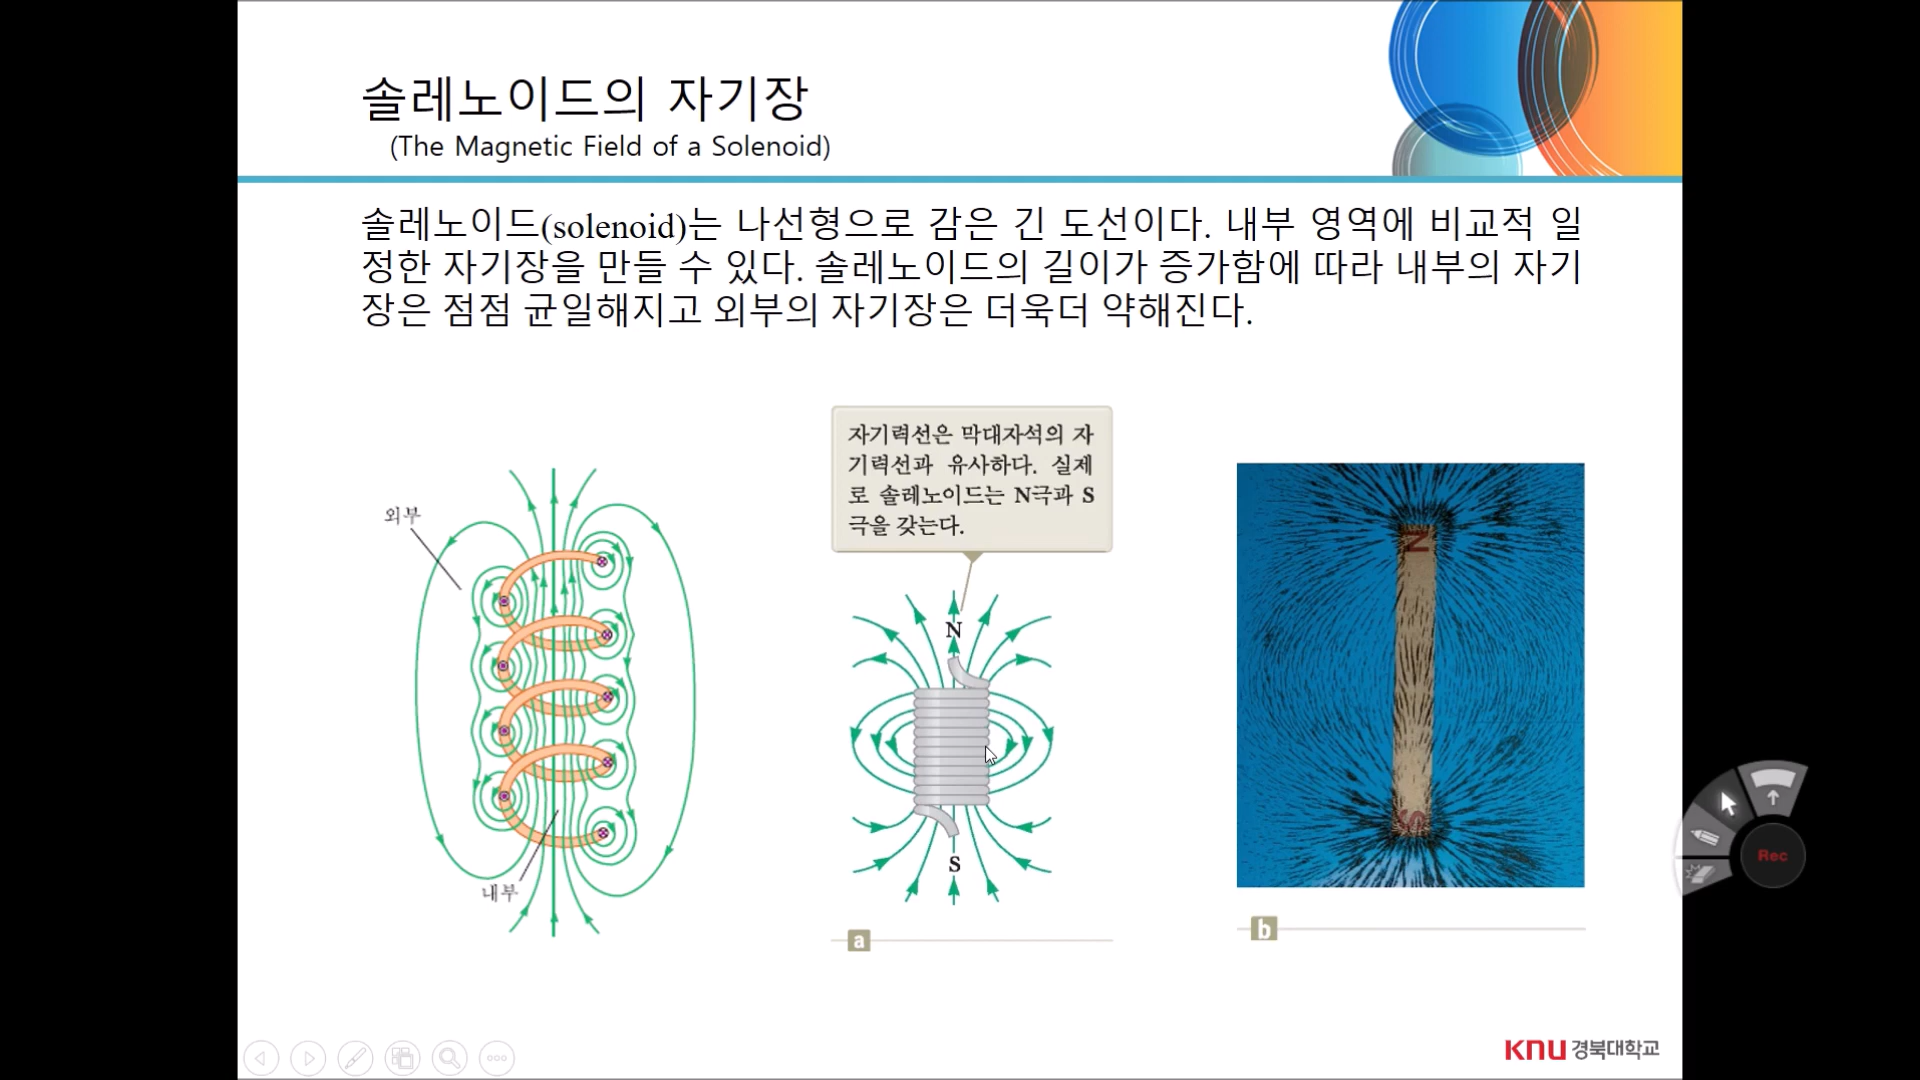 솔레노이드의 자기장
(The Magnetic Field of a Solenoid)
솔레노이드(solenoid)는 나선형으로 감은 긴 도선이다. 내부 영역에 비교적 일
정한 자기장을 만들 수 있다. 솔레노이드의 길이가 증가함에 따라 내부의 자기
장은 점점 균일해지고 외부의 자기장은 더욱더 약해진다.
외부
내부
자기력선은 막대자석의 자
기력선과 유사하다. 실제
로 솔레노이드는 N극과 S
극을 갖는다.
N
S
a
N
S
b
Rec
KNU 경북대학교